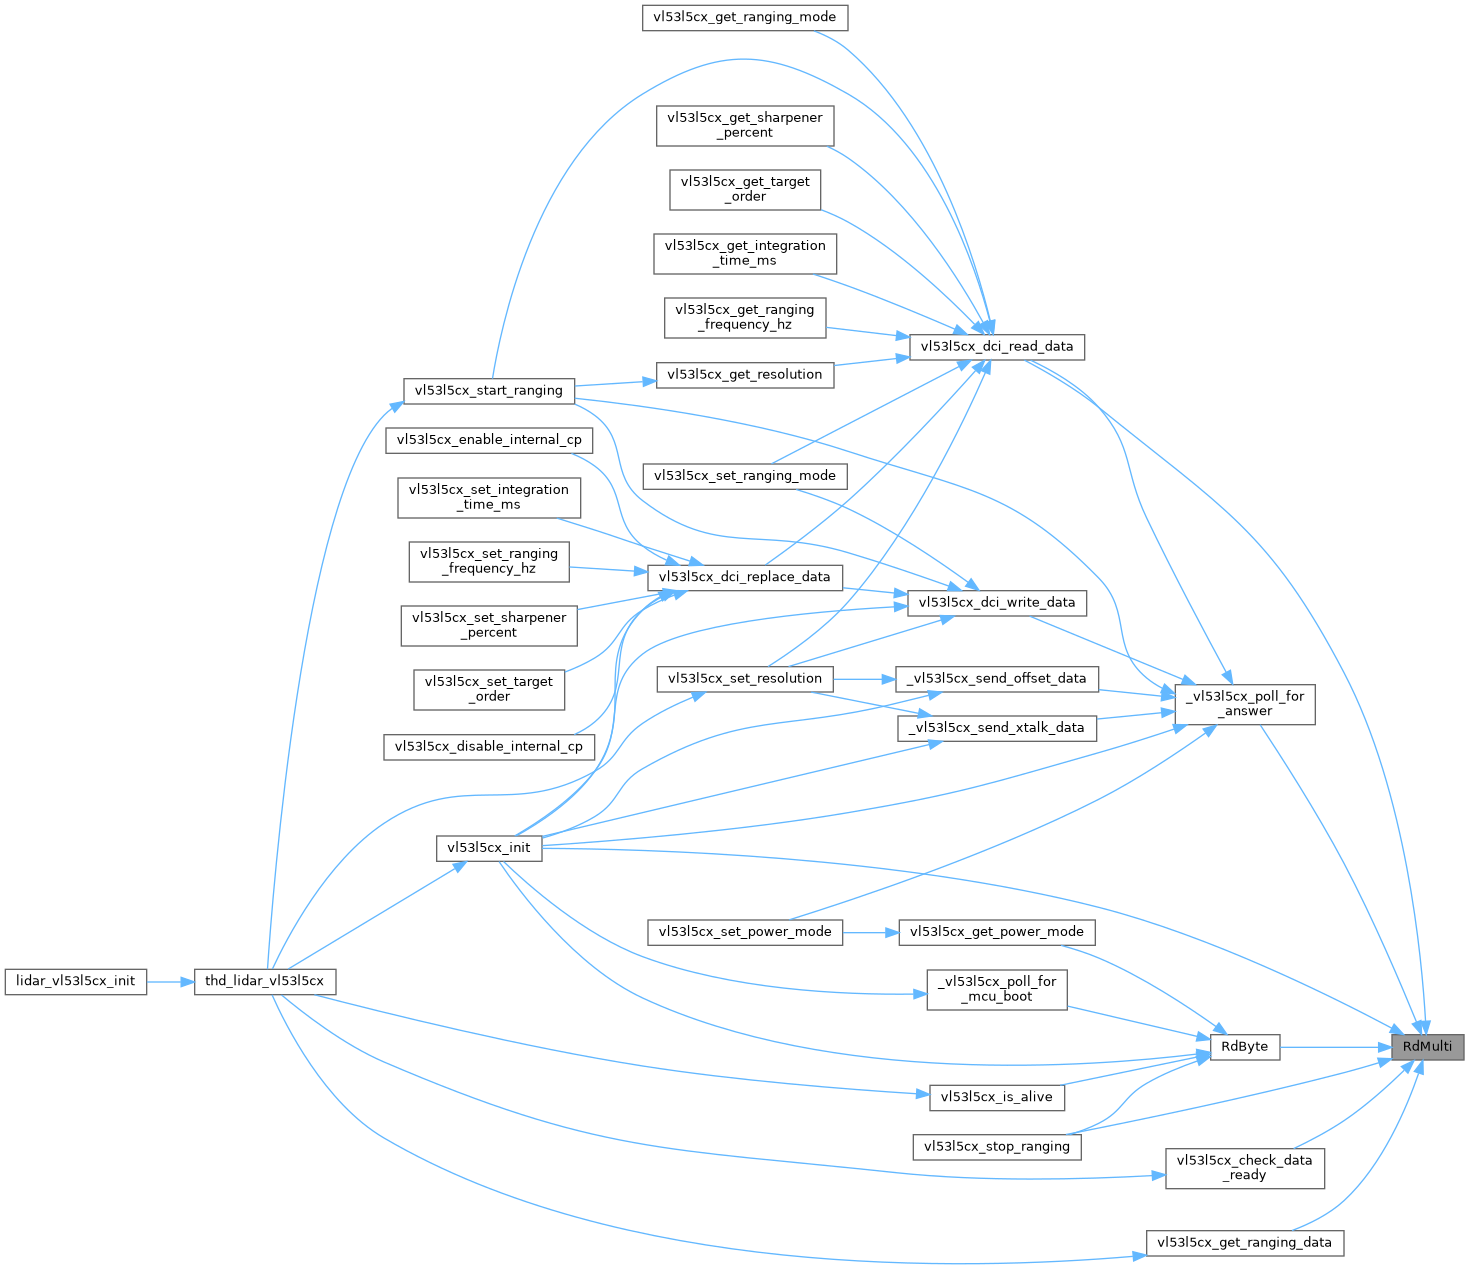 vl53l5cx_get_ranging_mode
vl53l5cx_get_sharpener
_percent
vl53l5cx_get_target
_order
vl53l5cx_get_integration
_time_ms
vl53l5cx_get_ranging
_frequency_hz
vl53l5cx_dci_read_data
vl53l5cx_get_resolution
vl53l5cx_start_ranging
vl53l5cx_enable_internal_cp
vl53l5cx_set_ranging_mode
vl53l5cx_set_integration
_time_ms
vl53l5cx_set_ranging
_frequency_hz
vl53l5cx_dci_replace_data
vl53l5cx_dci_write_data
vl53l5cx_set_sharpener
_percent
vl53l5cx_set_resolution
_vl53l5cx_send_offset_data
vl53l5cx_set_target
_order
_vl53l5cx_poll_for
_answer
_vl53l5cx_send_xtalk_data
vl53l5cx_disable_internal_cp
vl53l5cx_init
vl53l5cx_set_power_mode
vl53l5cx_get_power_mode
lidar_vl53l5cx_init
thd_lidar_vl53l5cx
_vl53l5cx_poll_for
_mcu_boot
RdByte
RdMulti
vl53l5cx_is_alive
vl53l5cx_stop_ranging
vl53l5cx_check_data
_ready
vl53l5cx_get_ranging_data